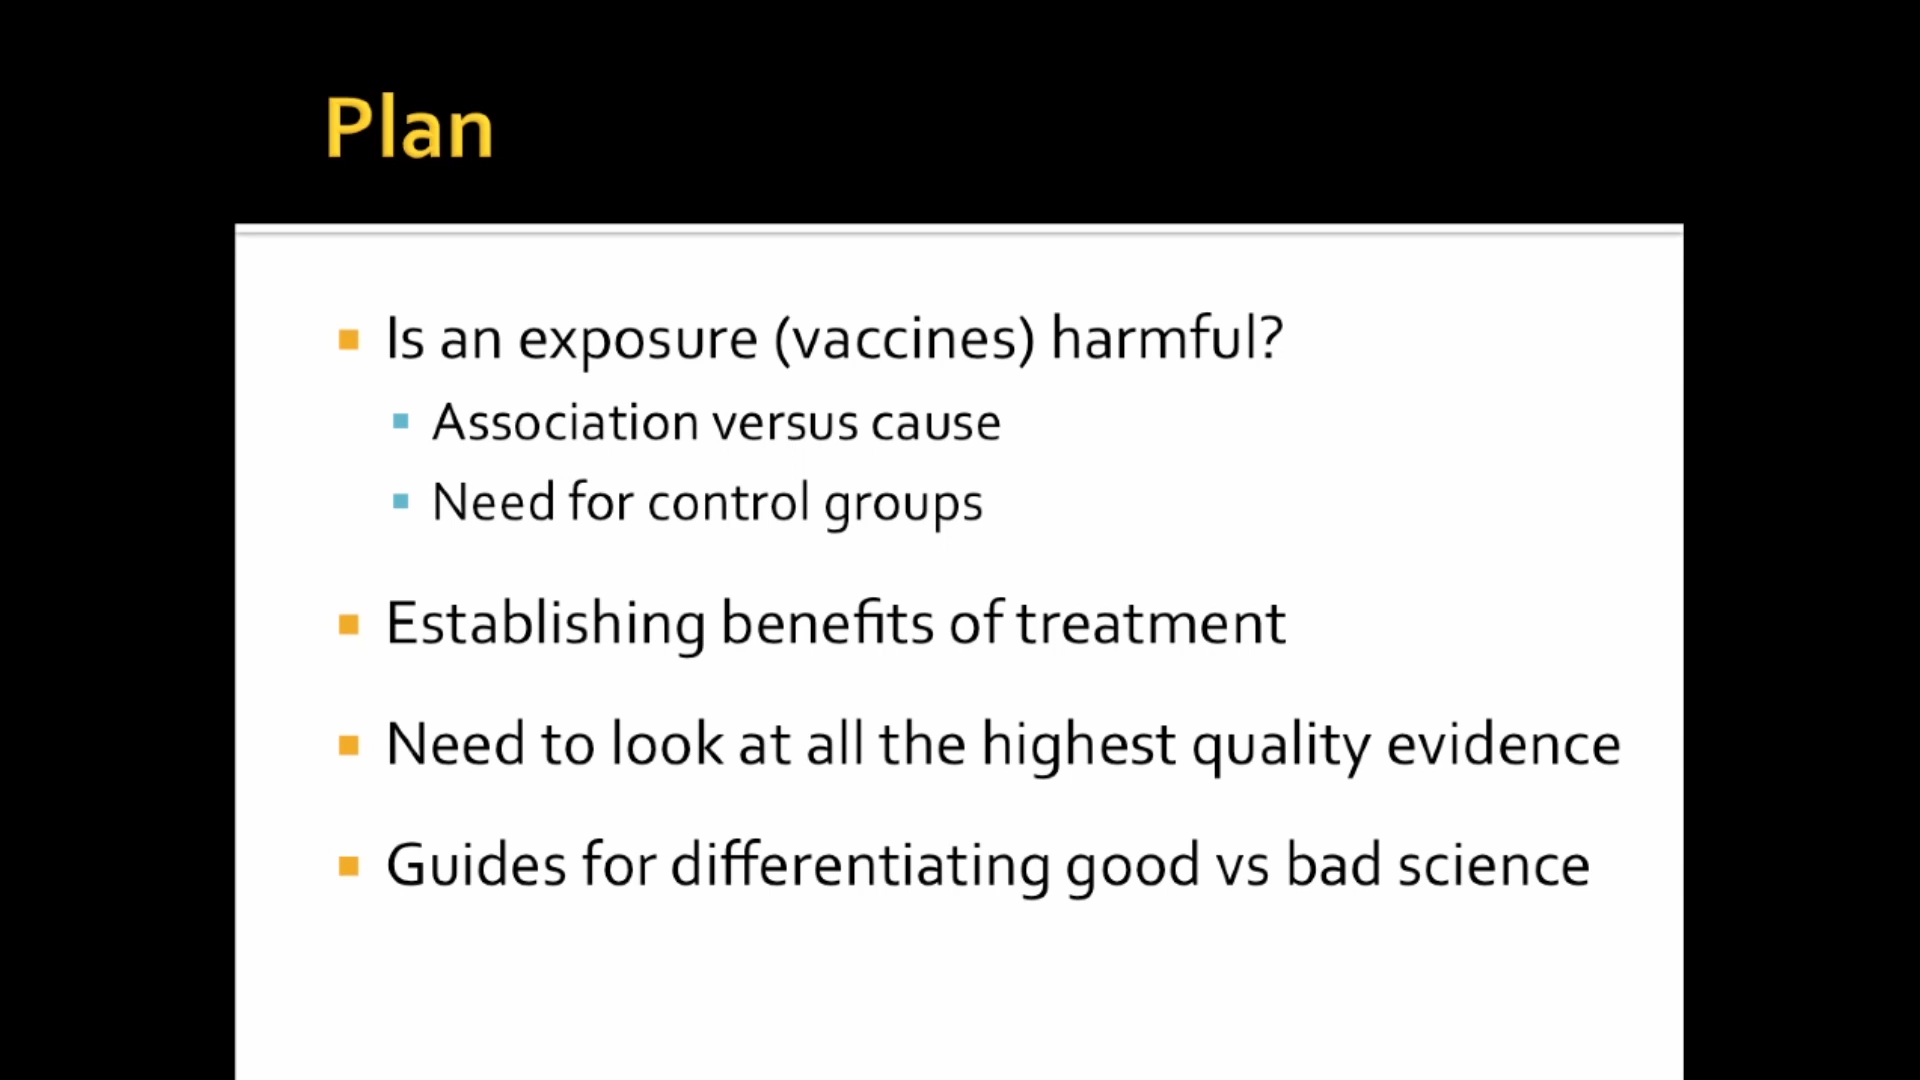 Plan
Is an exposure (vaccines) harmful?
Association versus cause
Need for control groups
Establishing benefits of treatment
Need to look at all the highest quality evidence
Guides for differentiating good vs bad science